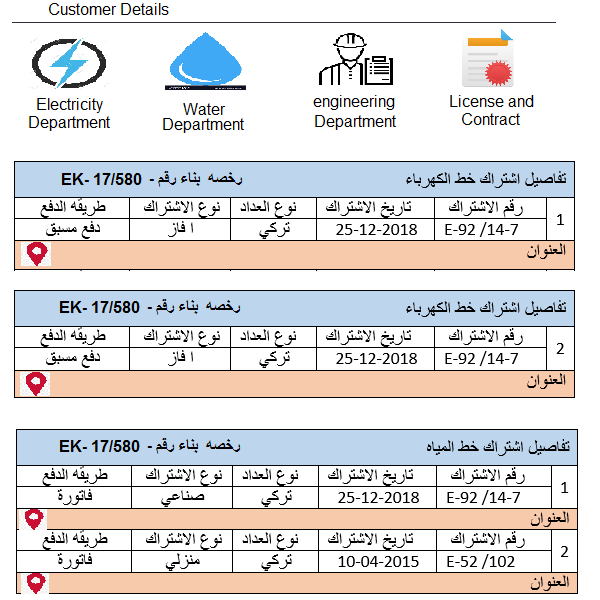 Customer Details
Electricity Department
Water Department
engineering Department
License and Contract
تفاصيل اشتراك خط الكهرباء رخصه بناء رقم - EK- 17/580
رقم الاشتراك تاريخ الاشتراك نوع العداد نوع الاشتراك طريقه الدفع
1 E-92 /14-7 25-12-2018 تركي ا فاز دفع مسبق
العنوان
تفاصيل اشتراك خط الكهرباء رخصه بناء رقم - EK- 17/580
رقم الاشتراك تاريخ الاشتراك نوع العداد نوع الاشتراك طريقه الدفع
2 E-92 /14-7 25-12-2018 تركي ا فاز دفع مسبق
العنوان
تفاصيل اشتراك خط المياه رخصه بناء رقم - EK- 17/580
رقم الاشتراك تاريخ الاشتراك نوع العداد نوع الاشتراك طريقه الدفع
1 E-92 /14-7 25-12-2018 تركي صناعي فاتورة
العنوان
رقم الاشتراك تاريخ الاشتراك نوع العداد نوع الاشتراك طريقه الدفع
2 E-52 /102 10-04-2015 تركي منزلي فاتورة
العنوان